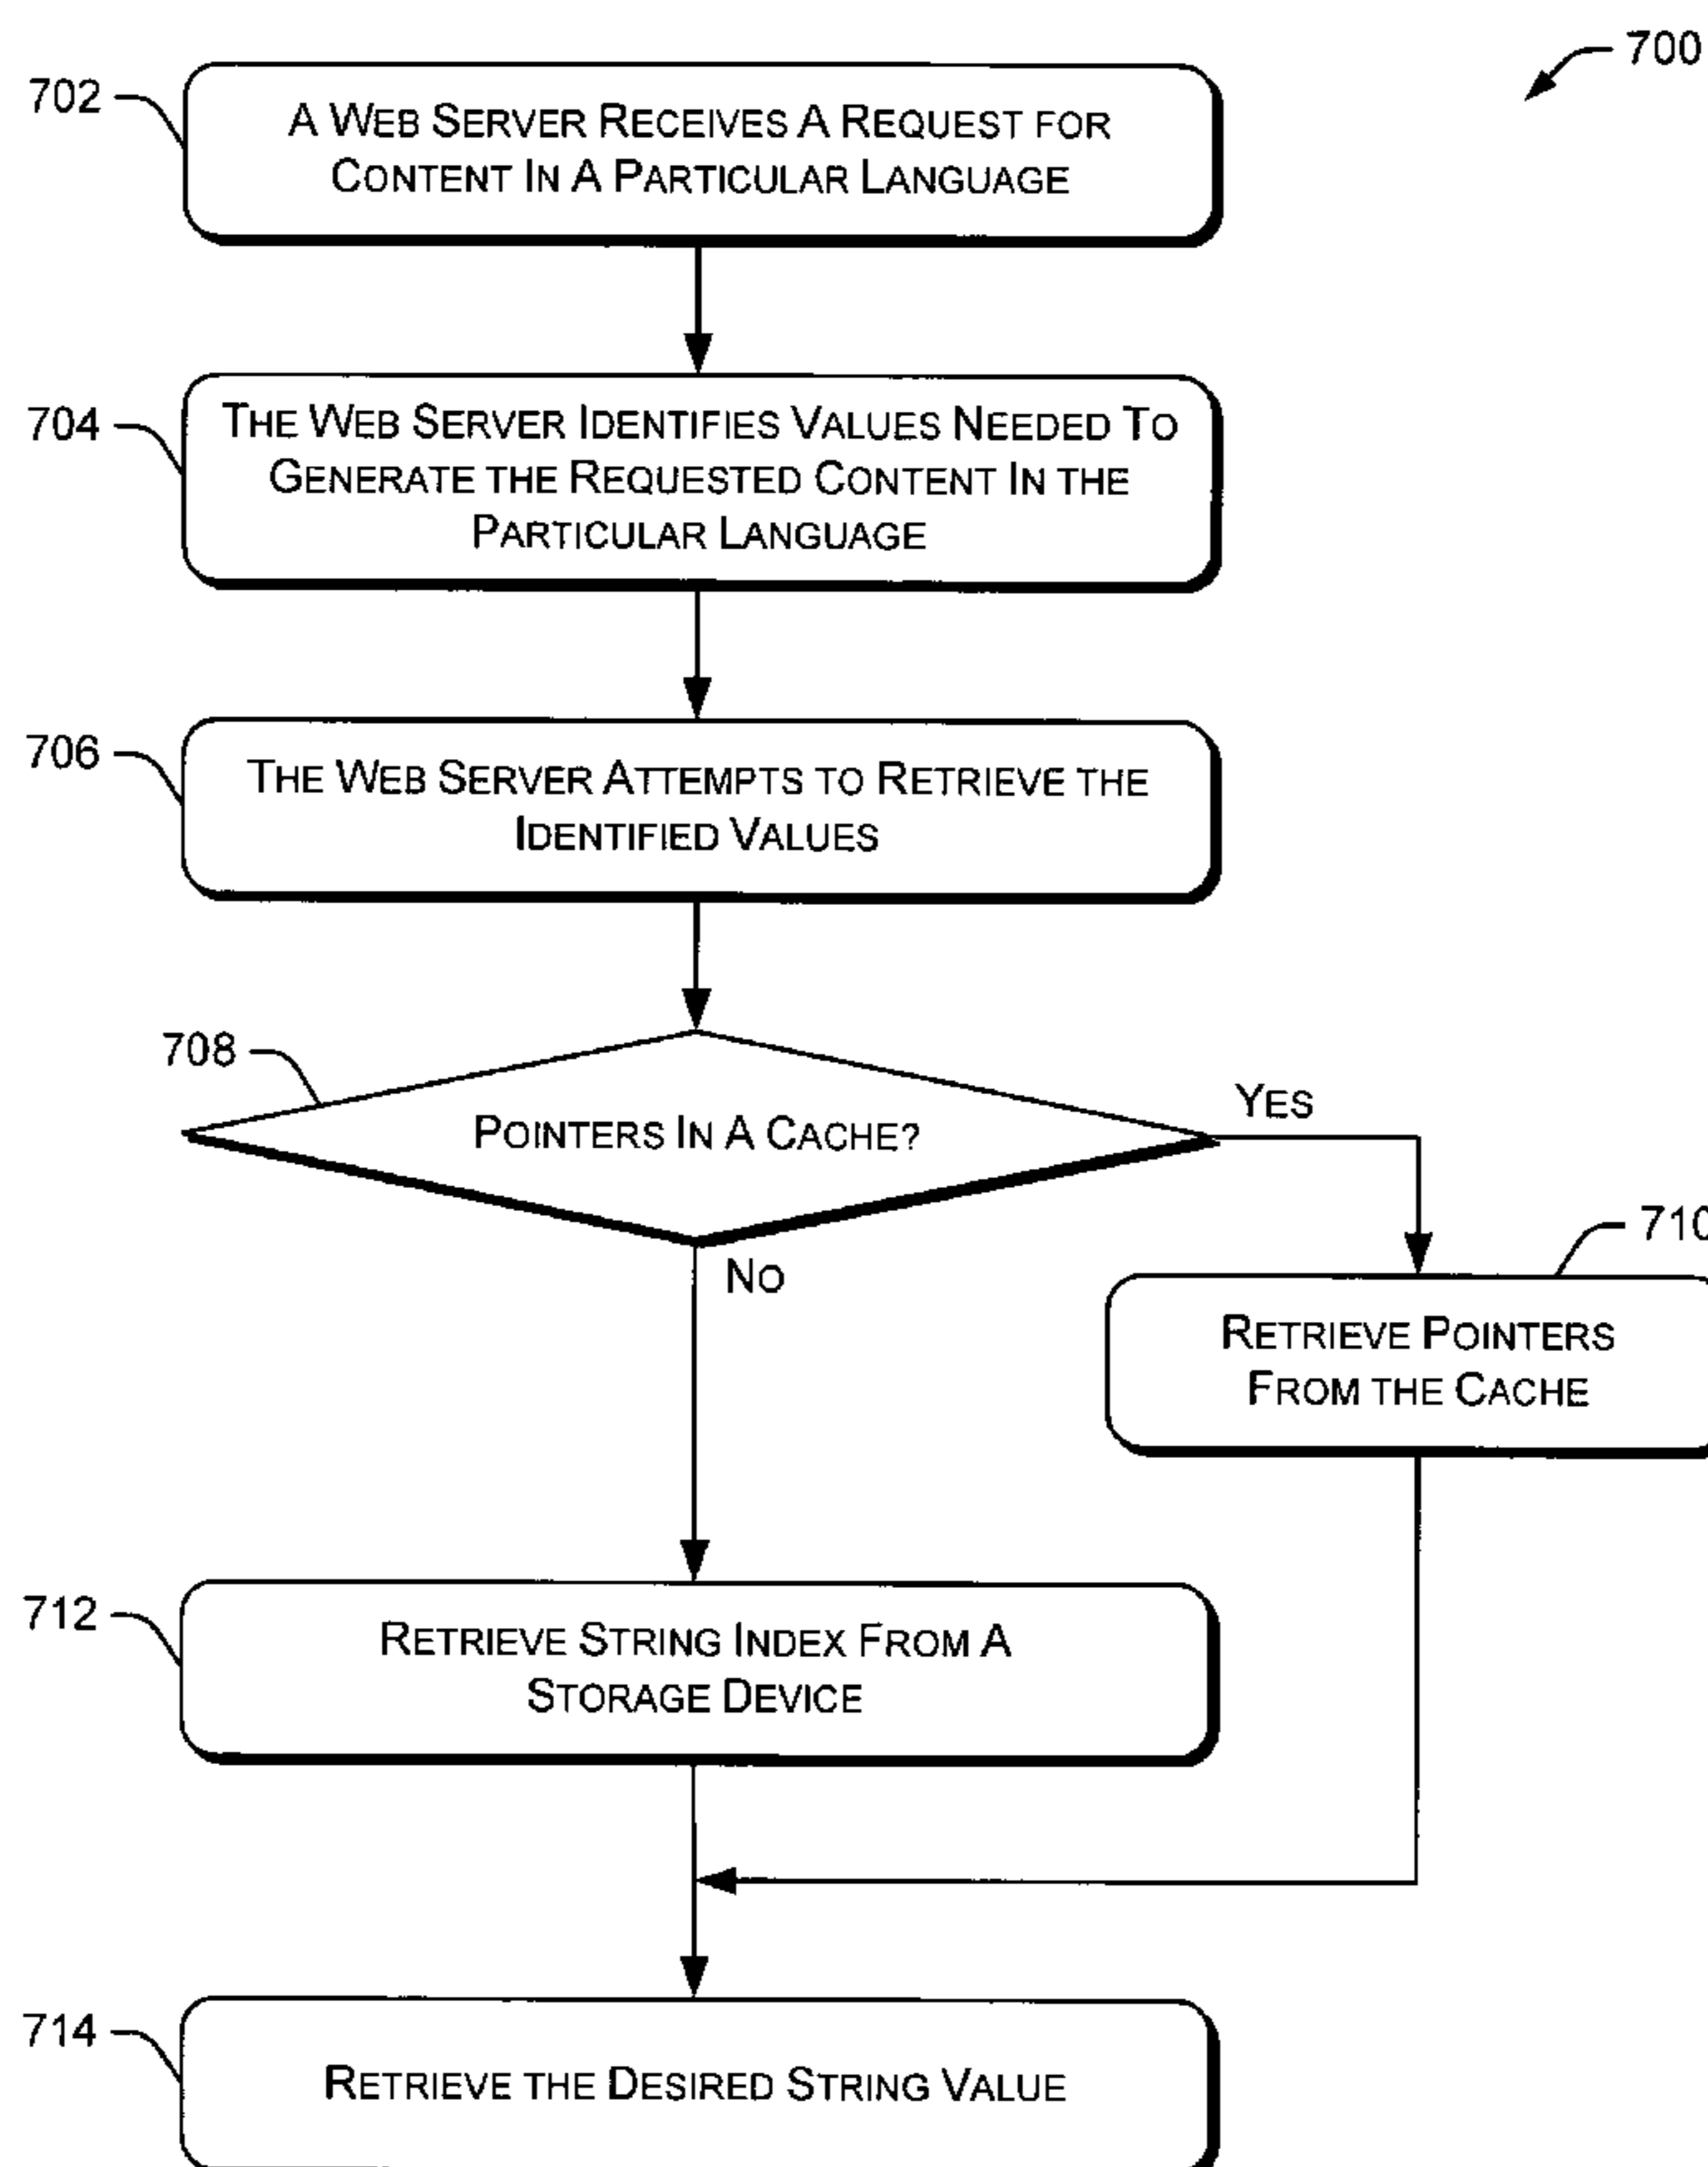 700
702
A WEB SERVER RECEIVES A REQUEST FOR
CONTENT IN A PARTICULAR LANGUAGE
704
THE WEB SERVER IDENTIFIES VALUES NEEDED TO
GENERATE THE REQUESTED CONTENT IN THE
PARTICULAR LANGUAGE
706
THE WEB SERVER ATTEMPTS TO RETRIEVE THE
IDENTIFIED VALUES
708
POINTERS IN A CACHE?
YES
NO
710
RETRIEVE POINTERS
FROM THE CACHE
712
RETRIEVE STRING INDEX FROM A
STORAGE DEVICE
714
RETRIEVE THE DESIRED STRING VALUE